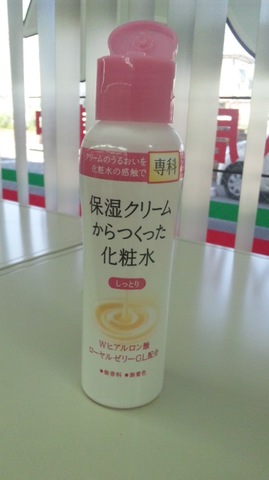 クリームのうるおいを
化粧水の感触で
専科
保湿クリーム
からつくった
化粧水
しっとり
Wヒアルロン酸
ローヤルゼリーGL配合
●無香料 ●無着色